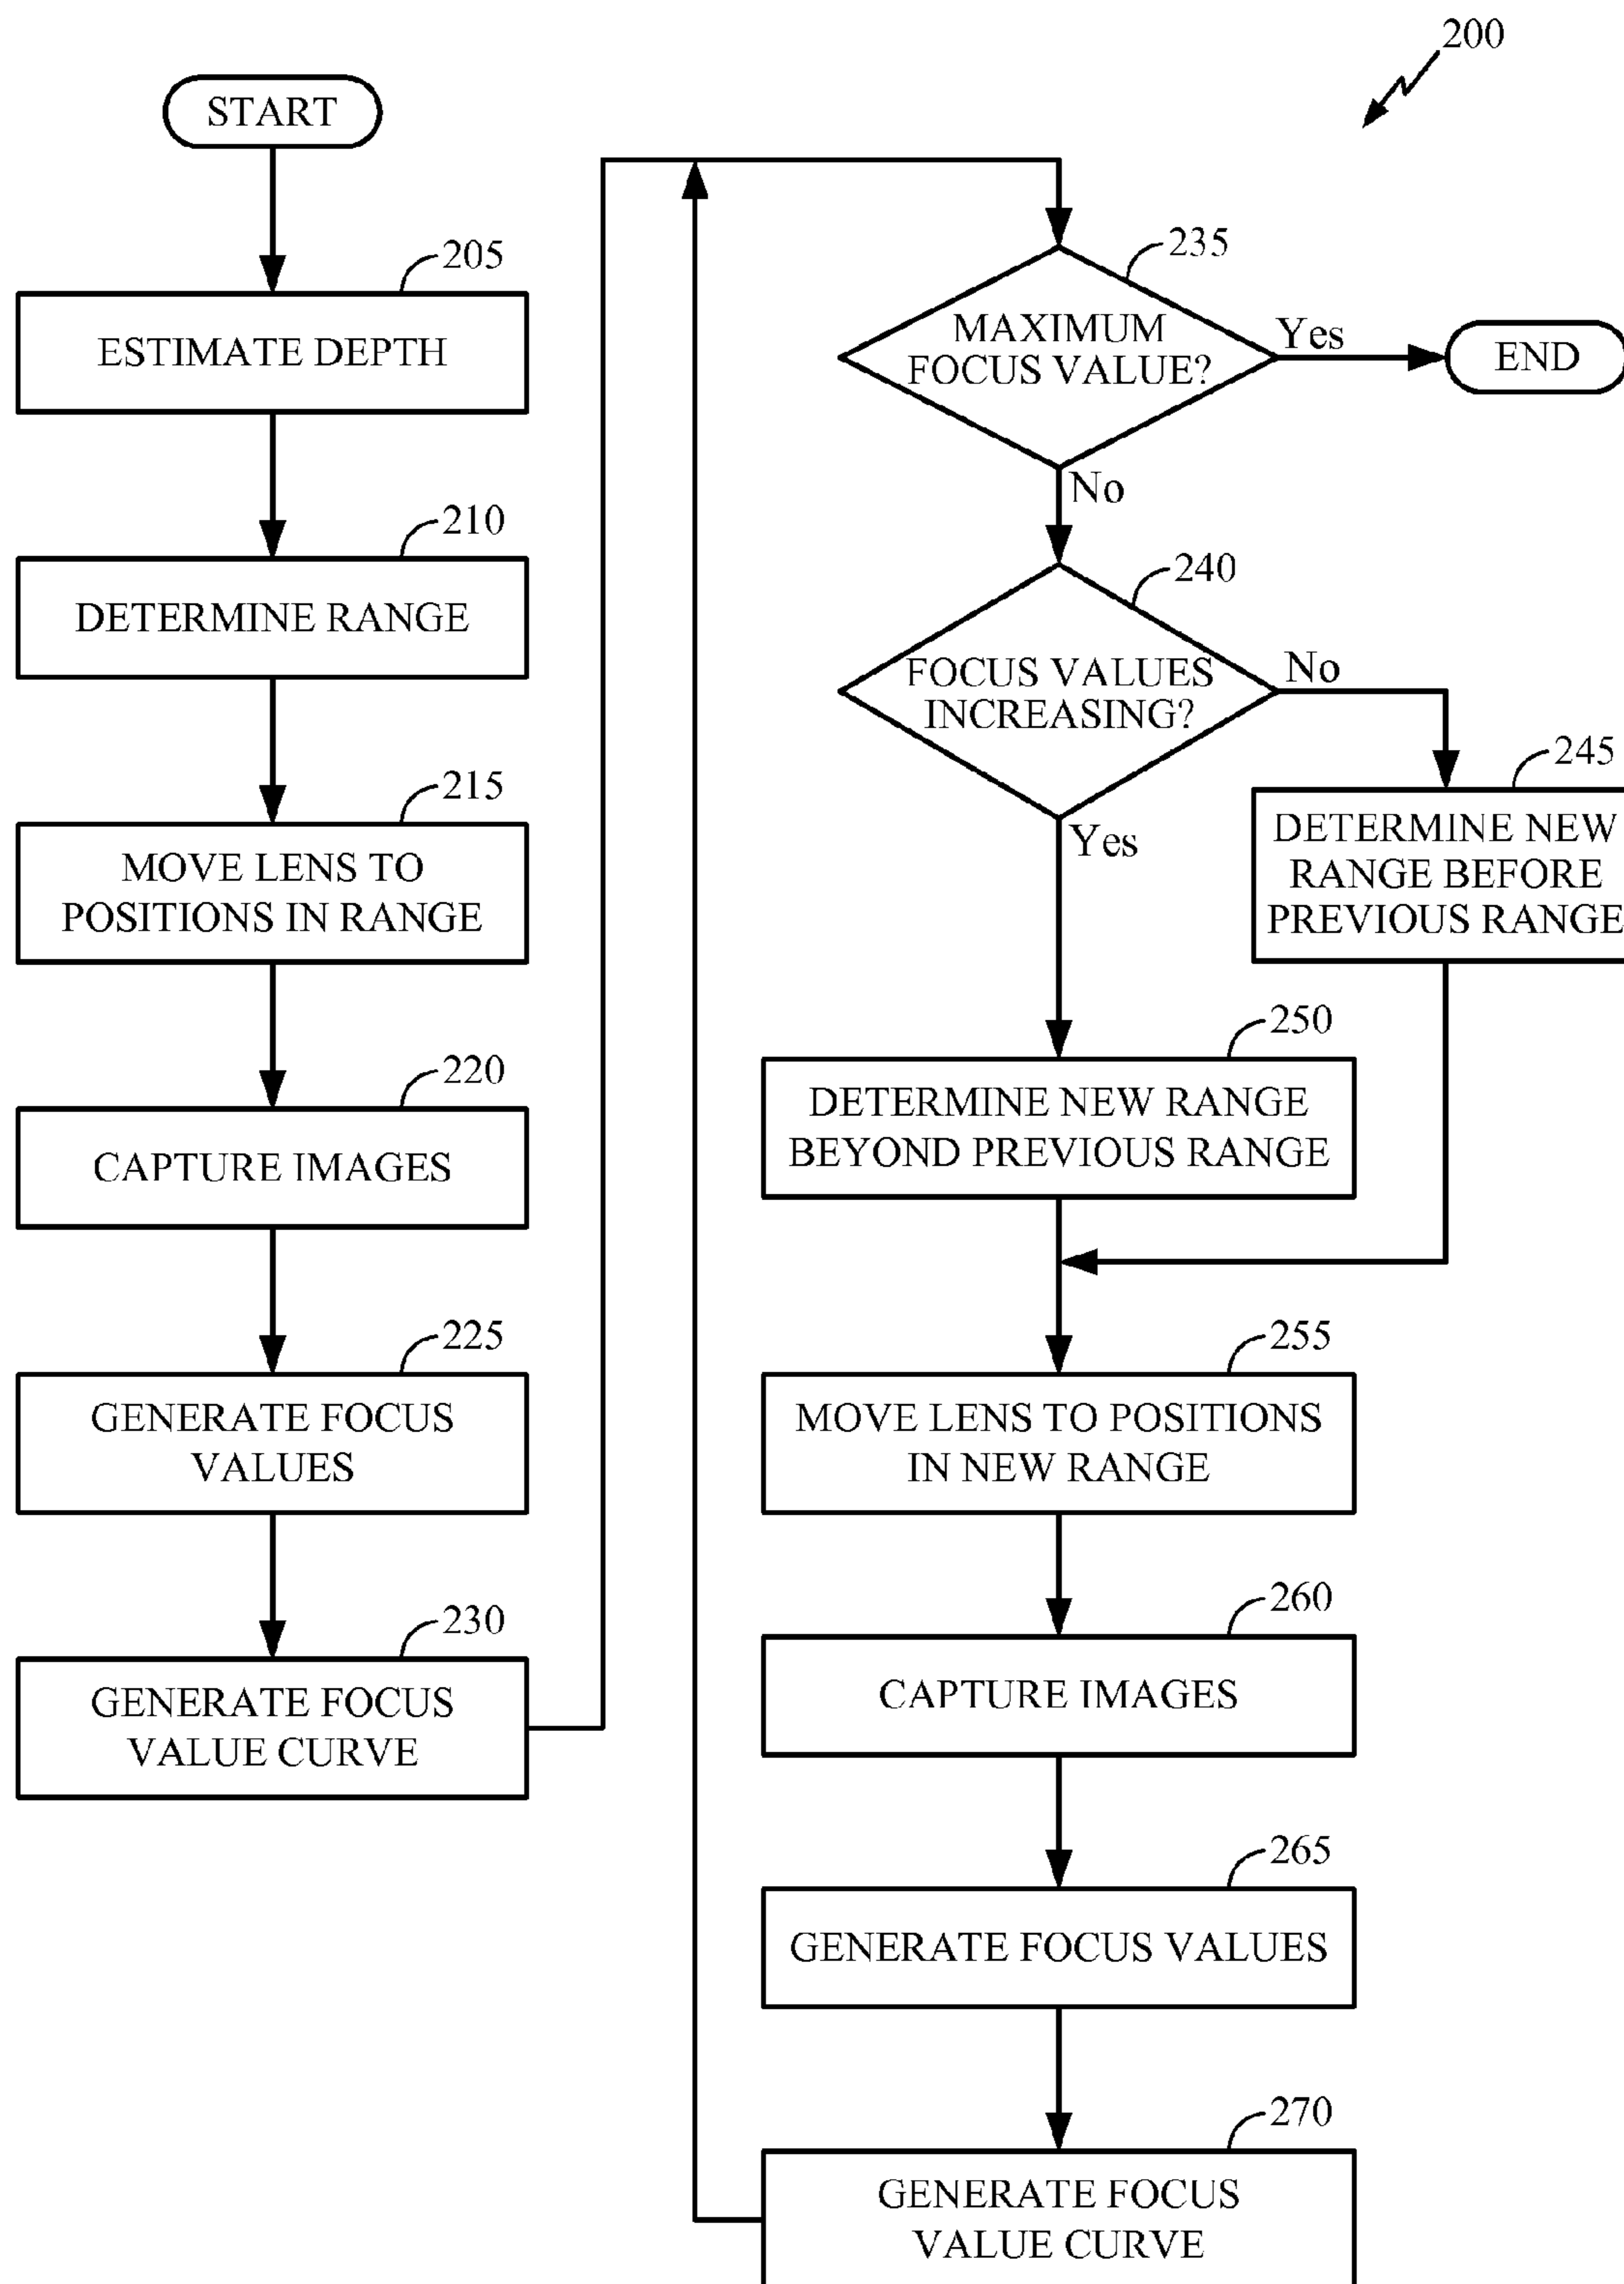 200
START
205
ESTIMATE DEPTH
210
DETERMINE RANGE
215
MOVE LENS TO
POSITIONS IN RANGE
220
CAPTURE IMAGES
225
GENERATE FOCUS
VALUES
230
GENERATE FOCUS
VALUE CURVE
235
MAXIMUM
FOCUS VALUE?
Yes
END
No
240
FOCUS VALUES
INCREASING?
No
245
DETERMINE NEW
RANGE BEFORE
PREVIOUS RANGE
Yes
250
DETERMINE NEW RANGE
BEYOND PREVIOUS RANGE
255
MOVE LENS TO POSITIONS
IN NEW RANGE
260
CAPTURE IMAGES
265
GENERATE FOCUS VALUES
270
GENERATE FOCUS
VALUE CURVE